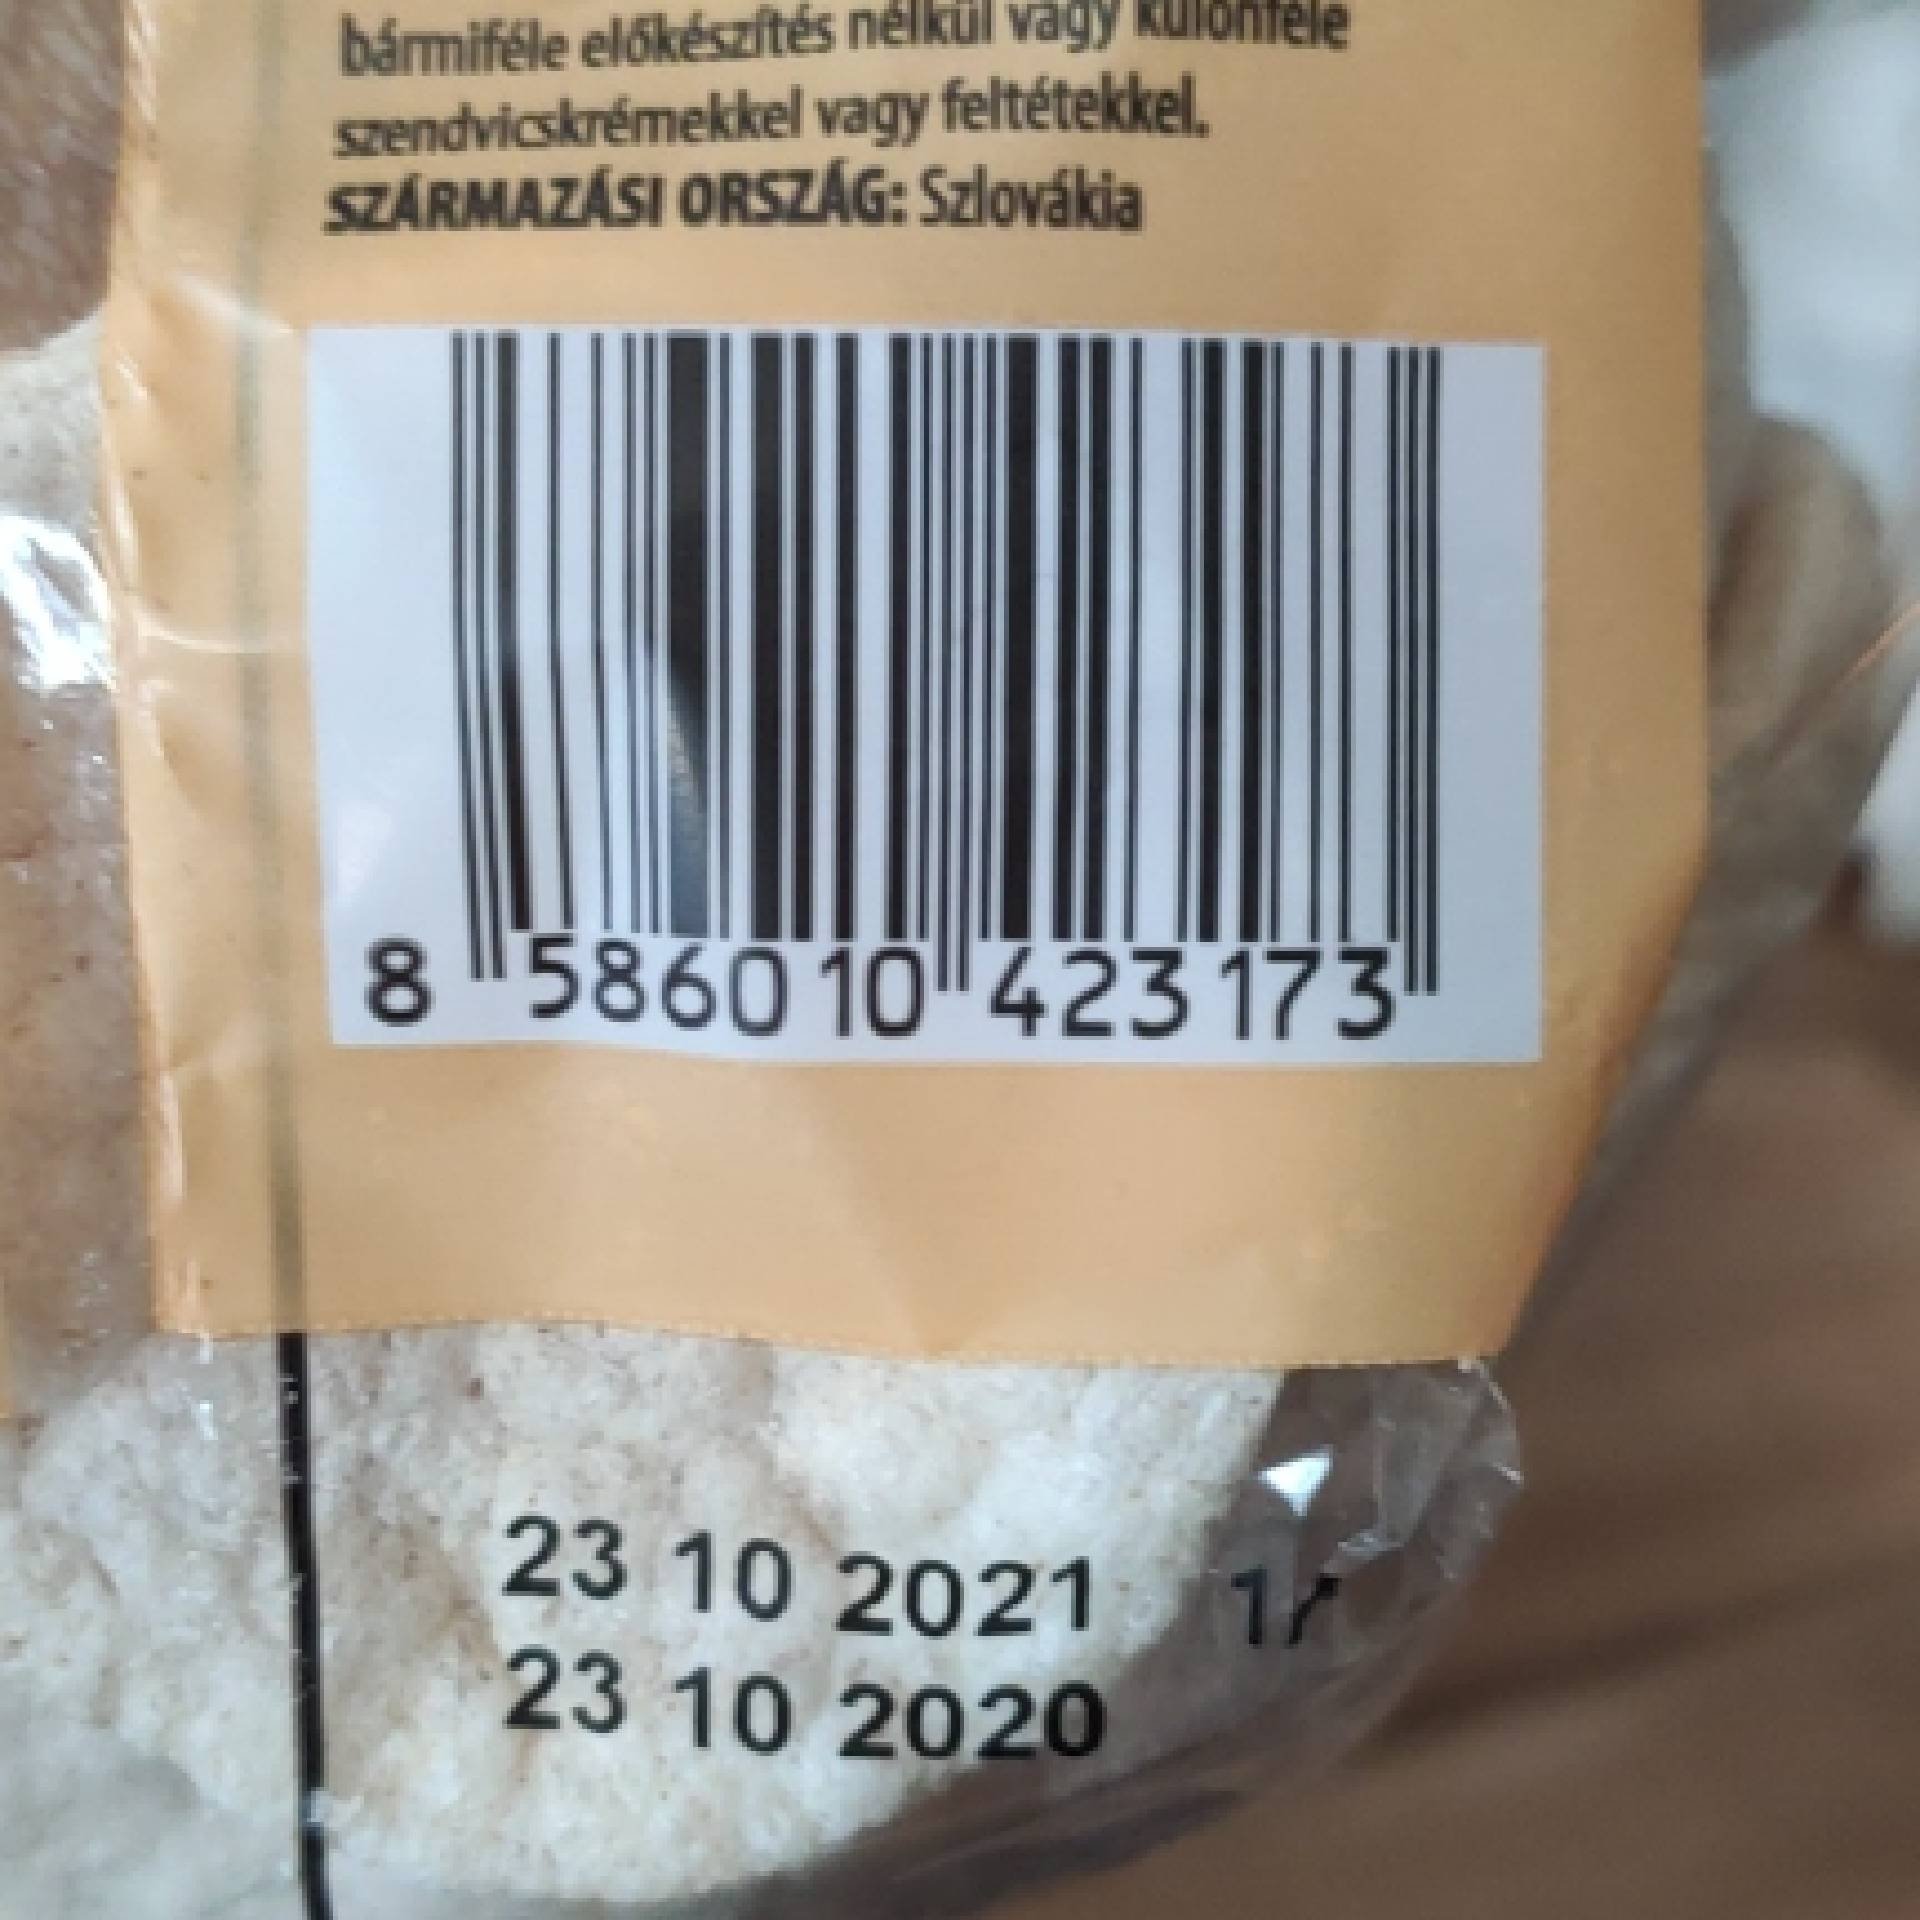 bármiféle előkészítés nélkül vagy különféle
szendvicskrémekkel vagy feltétekkel.
SZÁRMAZÁSI ORSZÁG: Szlovákia
8 586010 423173
23 10 2021
23 10 2020